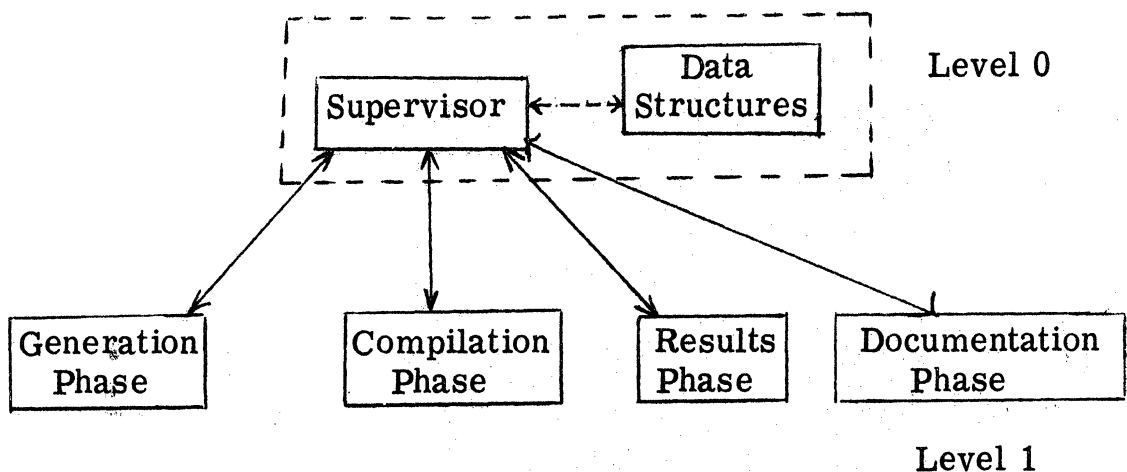 Data
Structures
Level 0
Supervisor
Generation
Phase
Compilation
Phase
Results
Phase
Documentation
Phase
Level 1